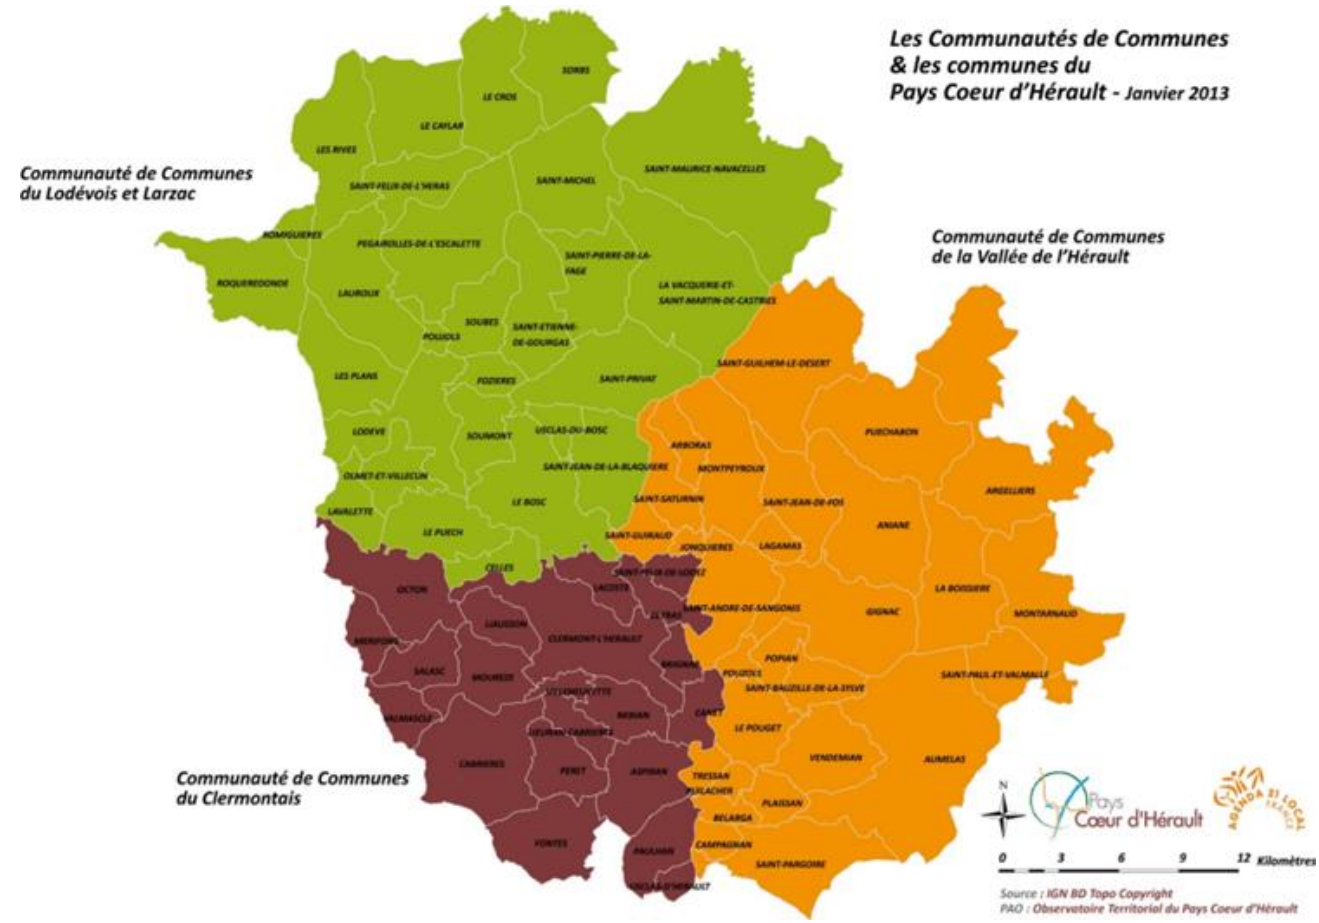 Les Communautés de Communes
& les communes du
Pays Coeur d'Hérault - Janvier 2013
Communauté de Communes
du Lodévois et Larzac
Communauté de Communes
de la Vallée de l'Hérault
Communauté de Communes
du Clermontais
SORBS
LE CROS
LE CAYLAR
LES RIVES
SAINT-MICHEL
SAINT-MAURICE-NAVACELLES
SAINT-FELIX-DE-L'HERAS
ROMIGUIERES
PEGAIROLLES-DE-L'ESCALETTE
SAINT-PIERRE-DE-LA-
FAGE
ROQUEREDONDE
LAUROUX
LA VACQUERIE-ET-
SAINT-MARTIN-DE-CASTRIES
SOUBES
POUJOLS
SAINT-ETIENNE-
DE-GOURGAS
LES PLANS
FOZIERES
SAINT-PRIVAT
LODEVE
SOUMONT
USCLAS-DU-BOSC
OLMET-ET-VILLECUN
SAINT-JEAN-DE-LA-BLAQUIERE
LE BOSC
LAVALETTE
LE PUECH
CELLES
SAINT-GUILHEM-LE-DESERT
PUECHABON
ARBORAS
MONTPEYROUX
ARGELLIERS
SAINT-SATURNIN
SAINT-JEAN-DE-FOS
ANIANE
SAINT-GUIRAUD
JONQUIERES
LAGAMAS
LA BOISSIERE
SAINT-ANDRE-DE-SANGONIS
GIGNAC
MONTARNAUD
POPIAN
POUZOLS
SAINT-BAUZILLE-DE-LA-SYLVE
SAINT-PAUL-ET-VALMALLE
LE POUGET
VENDEMIAN
AUMELAS
TRESSAN
PUILACHER
PLAISSAN
BELARGA
CAMPAGNAN
SAINT-PARGOIRE
SAINT-FELIX-DE-LODEZ
OCTON
LACOSTE
CEYRAS
LIAUSSON
CLERMONT-L'HERAULT
MERIFONS
BRIGNAC
SALASC
MOUREZE
VILLENEUVETTE
CANET
NEBIAN
VALMASCLE
LIEURAN-CABRIERES
CABRIERES
PERET
ASPIRAN
FONTES
PAULHAN
USCLAS-D'HERAULT
N
Pays
Cœur d'Hérault
AGENDA 21 LOCAL
FRANCE
0 3 6 9 12 Kilomètres
Source : IGN BD Topo Copyright
PAO : Observatoire Territorial du Pays Coeur d'Hérault